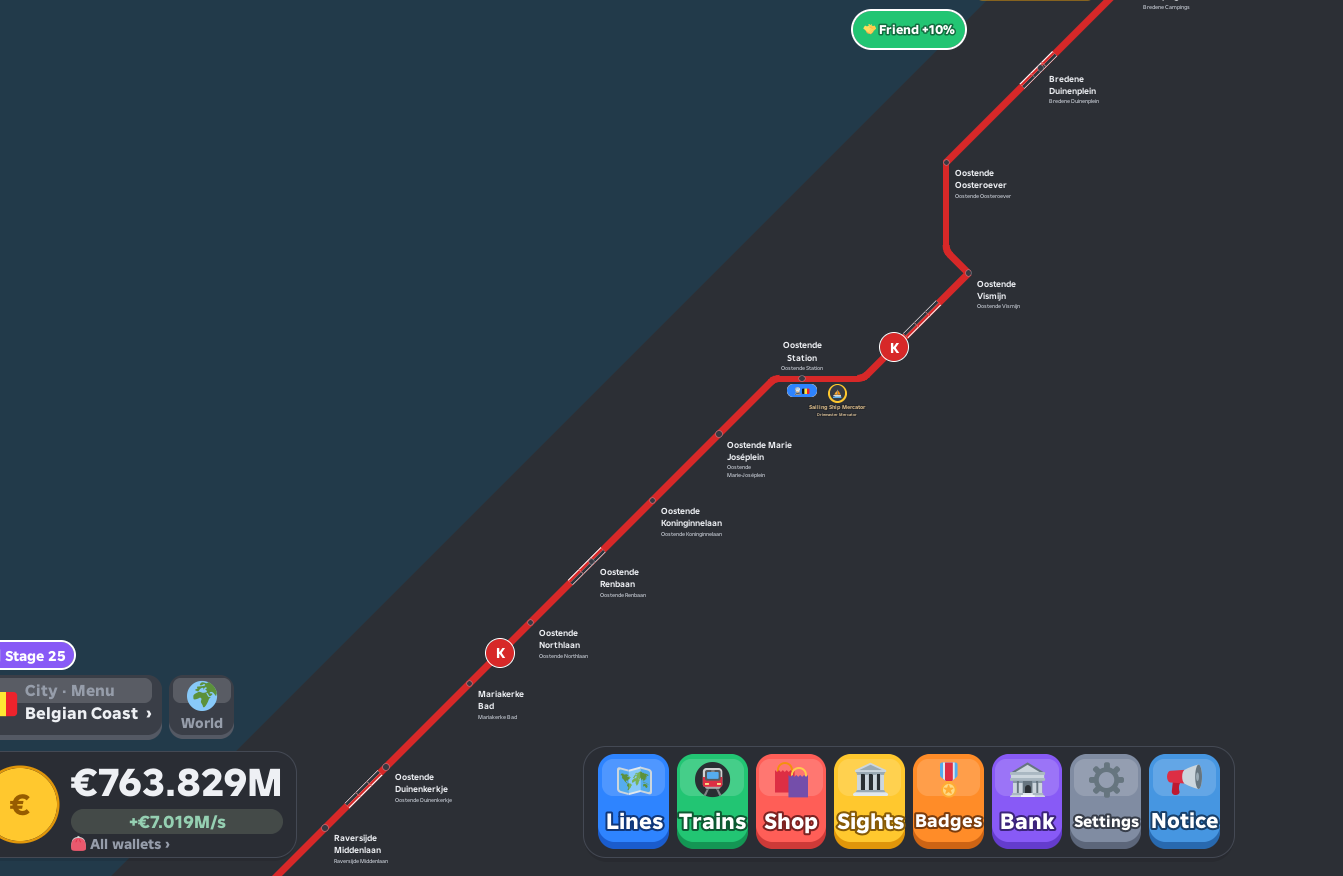 Bredene Campings
Friend +10%
Bredene
Duinenplein
Bredene Duinenplein
Oostende
Oosteroever
Oostende Oosteroever
Oostende
Vismijn
Oostende Vismijn
K
Oostende
Station
Oostende Station
Sailing Ship Mercator
Driemaster Mercator
Oostende Marie
Joséplein
Oostende
Marie-Joséplein
Oostende
Koninginnelaan
Oostende Koninginnelaan
Oostende
Renbaan
Oostende Renbaan
Oostende
Northlaan
Oostende Northlaan
K
Mariakerke
Bad
Mariakerke Bad
Oostende
Duinenkerkje
Oostende Duinenkerkje
Raversijde
Middenlaan
Raversijde Middenlaan
Stage 25
City · Menu
Belgian Coast ›
World
€
€763.829M
+€7.019M/s
All wallets ›
Lines
Trains
Shop
Sights
Badges
Bank
Settings
Notice